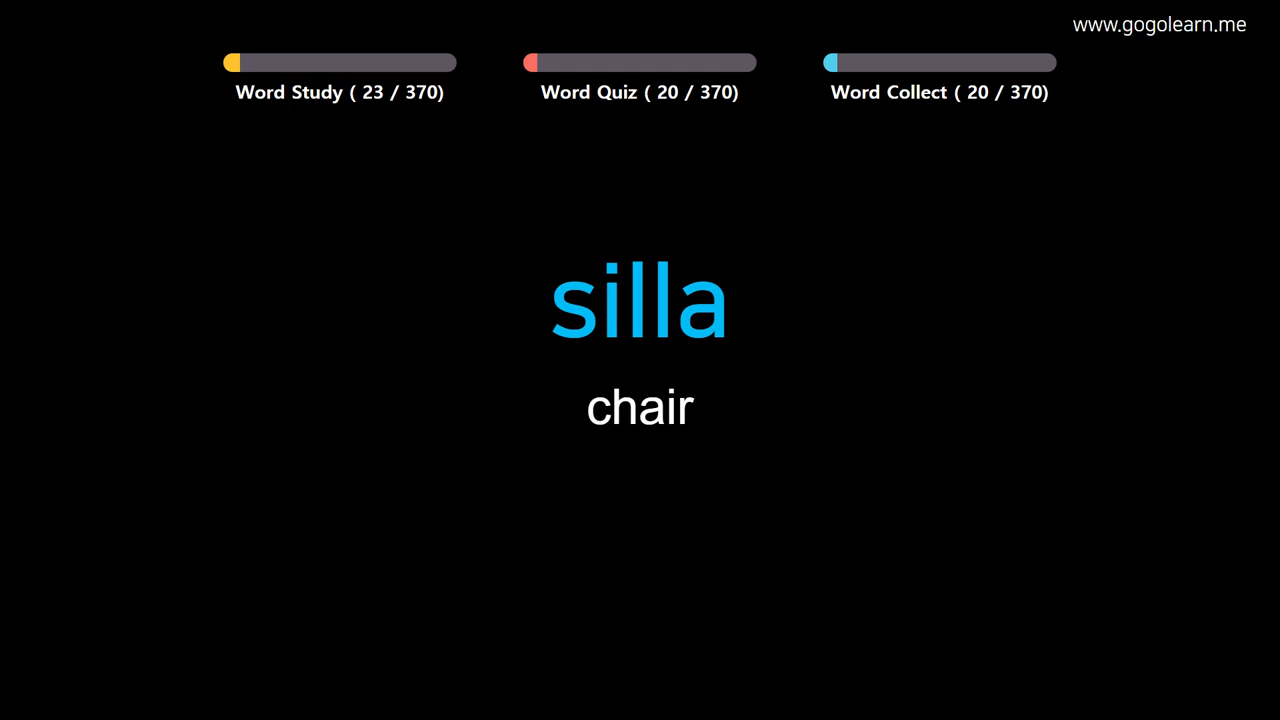 www.gogolearn.me
Word Study ( 23 / 370)
Word Quiz ( 20 / 370)
Word Collect ( 20 / 370)
silla
chair